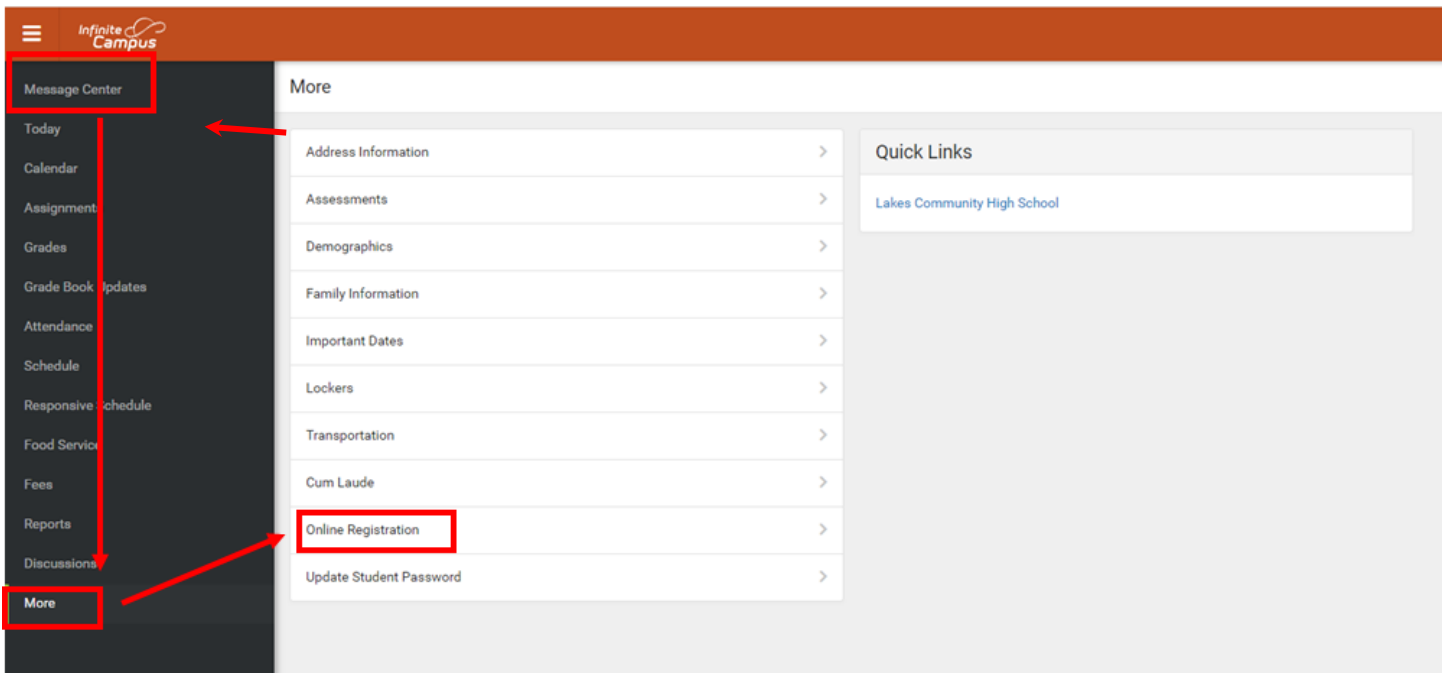 Infinite
Campus
Message Center
Today
Calendar
Assignments
Grades
Grade Book Updates
Attendance
Schedule
Responsive Schedule
Food Service
Fees
Reports
Discussions
More
More
Address Information
Assessments
Demographics
Family Information
Important Dates
Lockers
Transportation
Cum Laude
Online Registration
Update Student Password
Quick Links
Lakes Community High School